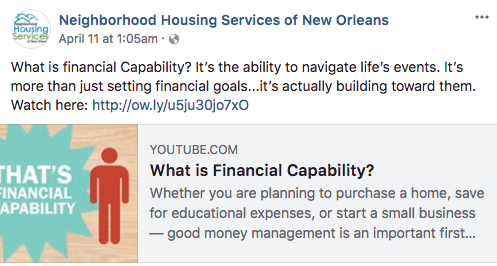 Neighborhood Housing Services of New Orleans
April 11 at 1:05am ·
What is financial Capability? It's the ability to navigate life's events. It's
more than just setting financial goals...it's actually building toward them.
Watch here: http://ow.ly/u5ju30jo7xO
Neighborhood
Housing
Services
THAT'S
FINANCIAL
CAPABILITY
YOUTUBE.COM
What is Financial Capability?
Whether you are planning to purchase a home, save
for educational expenses, or start a small business
— good money management is an important first...